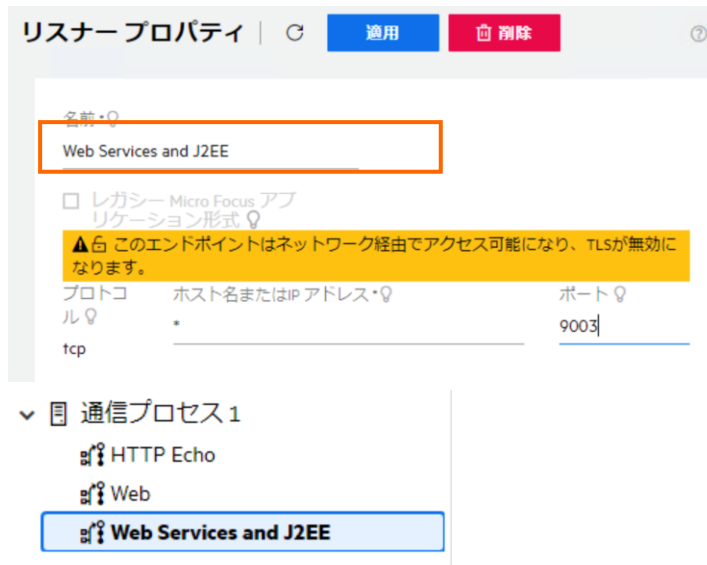 リスナー プロパティ 適用 削除
名前 *
Web Services and J2EE
レガシー Micro Focus アプ
リケーション形式
このエンドポイントはネットワーク経由でアクセス可能になり、TLSが無効に
なります。
プロトコ ホスト名またはIP アドレス * ポート
ル
* 9003
tcp
通信プロセス 1
HTTP Echo
Web
Web Services and J2EE